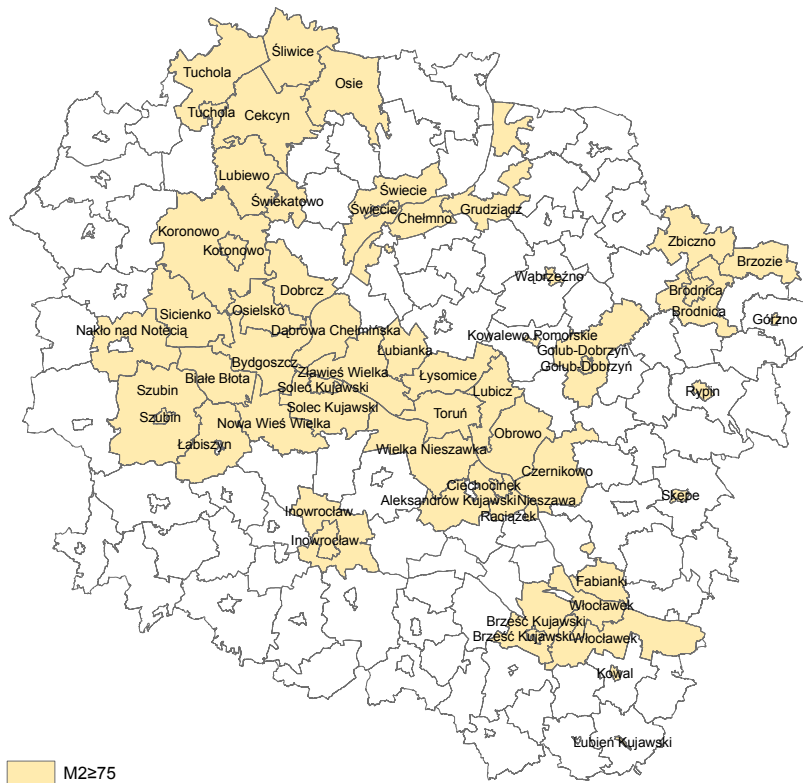 Śliwice
Tuchola
Osie
Tuchola
Cekcyn
Lubiewo
Świecie
Świekatowo
Świecie
Chełmno
Grudziądz
Koronowo
Koronowo
Zbiczno
Brzozie
Wąbrzeźno
Dobrcz
Brodnica
Brodnica
Górzno
Sicienko
Osielsko
Nakło nad Notecią
Dąbrowa Chełmińska
Kowalewo Pomorskie
Golub-Dobrzyń
Golub-Dobrzyń
Łubianka
Bydgoszcz
Zławieś Wielka
Łysomice
Białe Błota
Solec Kujawski
Lubicz
Rypin
Szubin
Solec Kujawski
Toruń
Szubin
Nowa Wieś Wielka
Obrowo
Łabiszyn
Wielka Nieszawka
Czernikowo
Ciechocinek
Aleksandrów Kujawski
Nieszawa
Skępe
Raciążek
Inowrocław
Inowrocław
Fabianki
Włocławek
Brześć Kujawski
Brześć Kujawski
Włocławek
Kowal
Lubień Kujawski
M2≥75